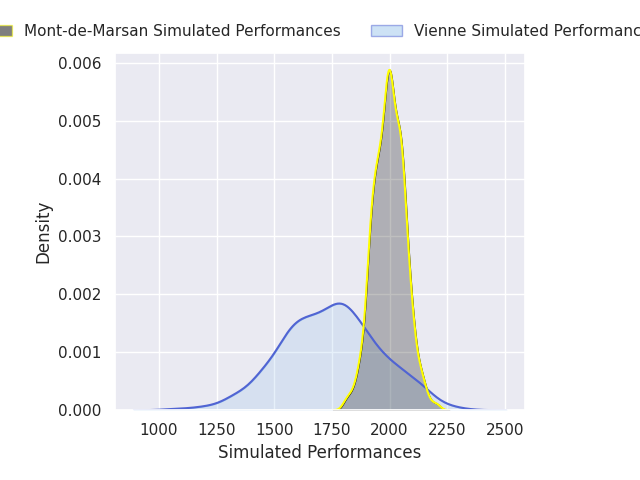 Mont-de-Marsan Simulated Performances Vienne Simulated Performanc
0.006
0.005
0.004
0.003
0.002
0.001
0.000
Density
1000 1250 1500 1750 2000 2250 2500
Simulated Performances